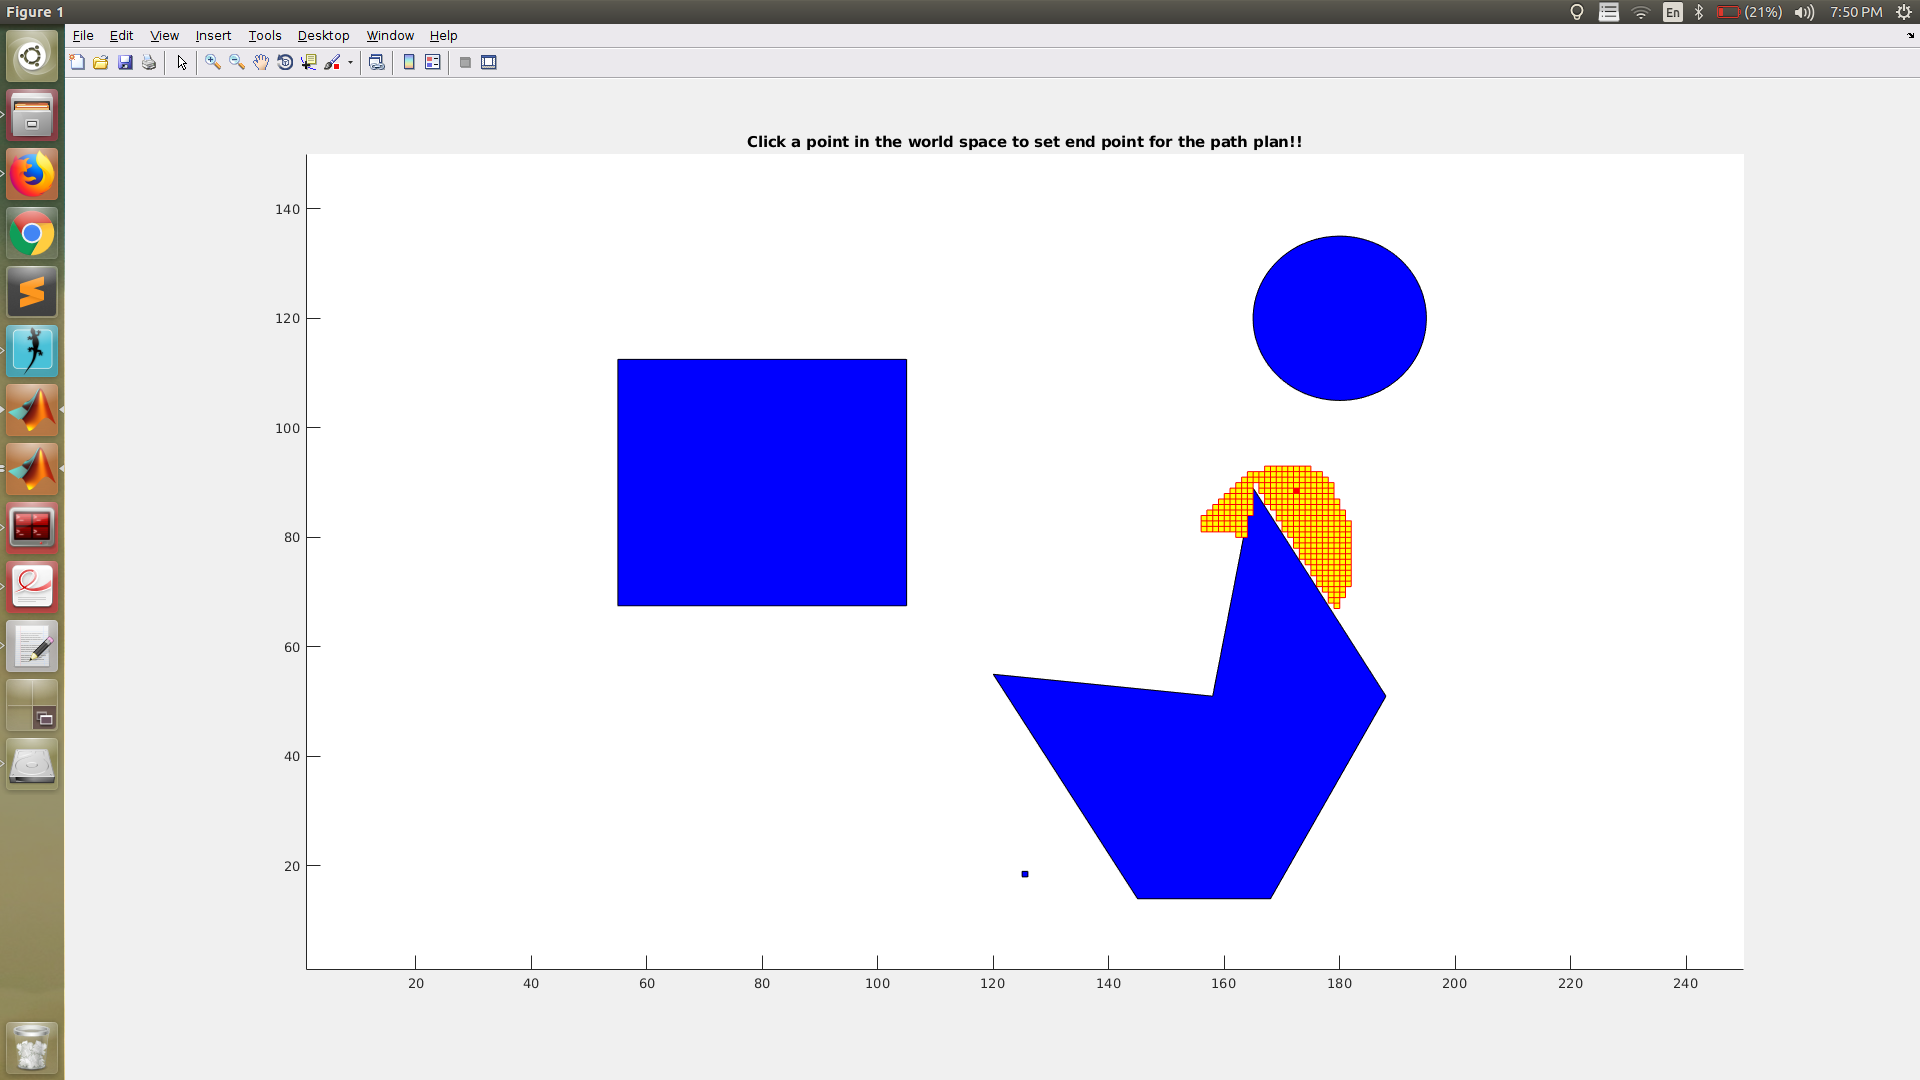 Figure 1
En
(21%)
7:50 PM
File Edit View Insert Tools Desktop Window Help
Click a point in the world space to set end point for the path plan!!
140
120
100
80
60
40
20
20 40 60 80 100 120 140 160 180 200 220 240